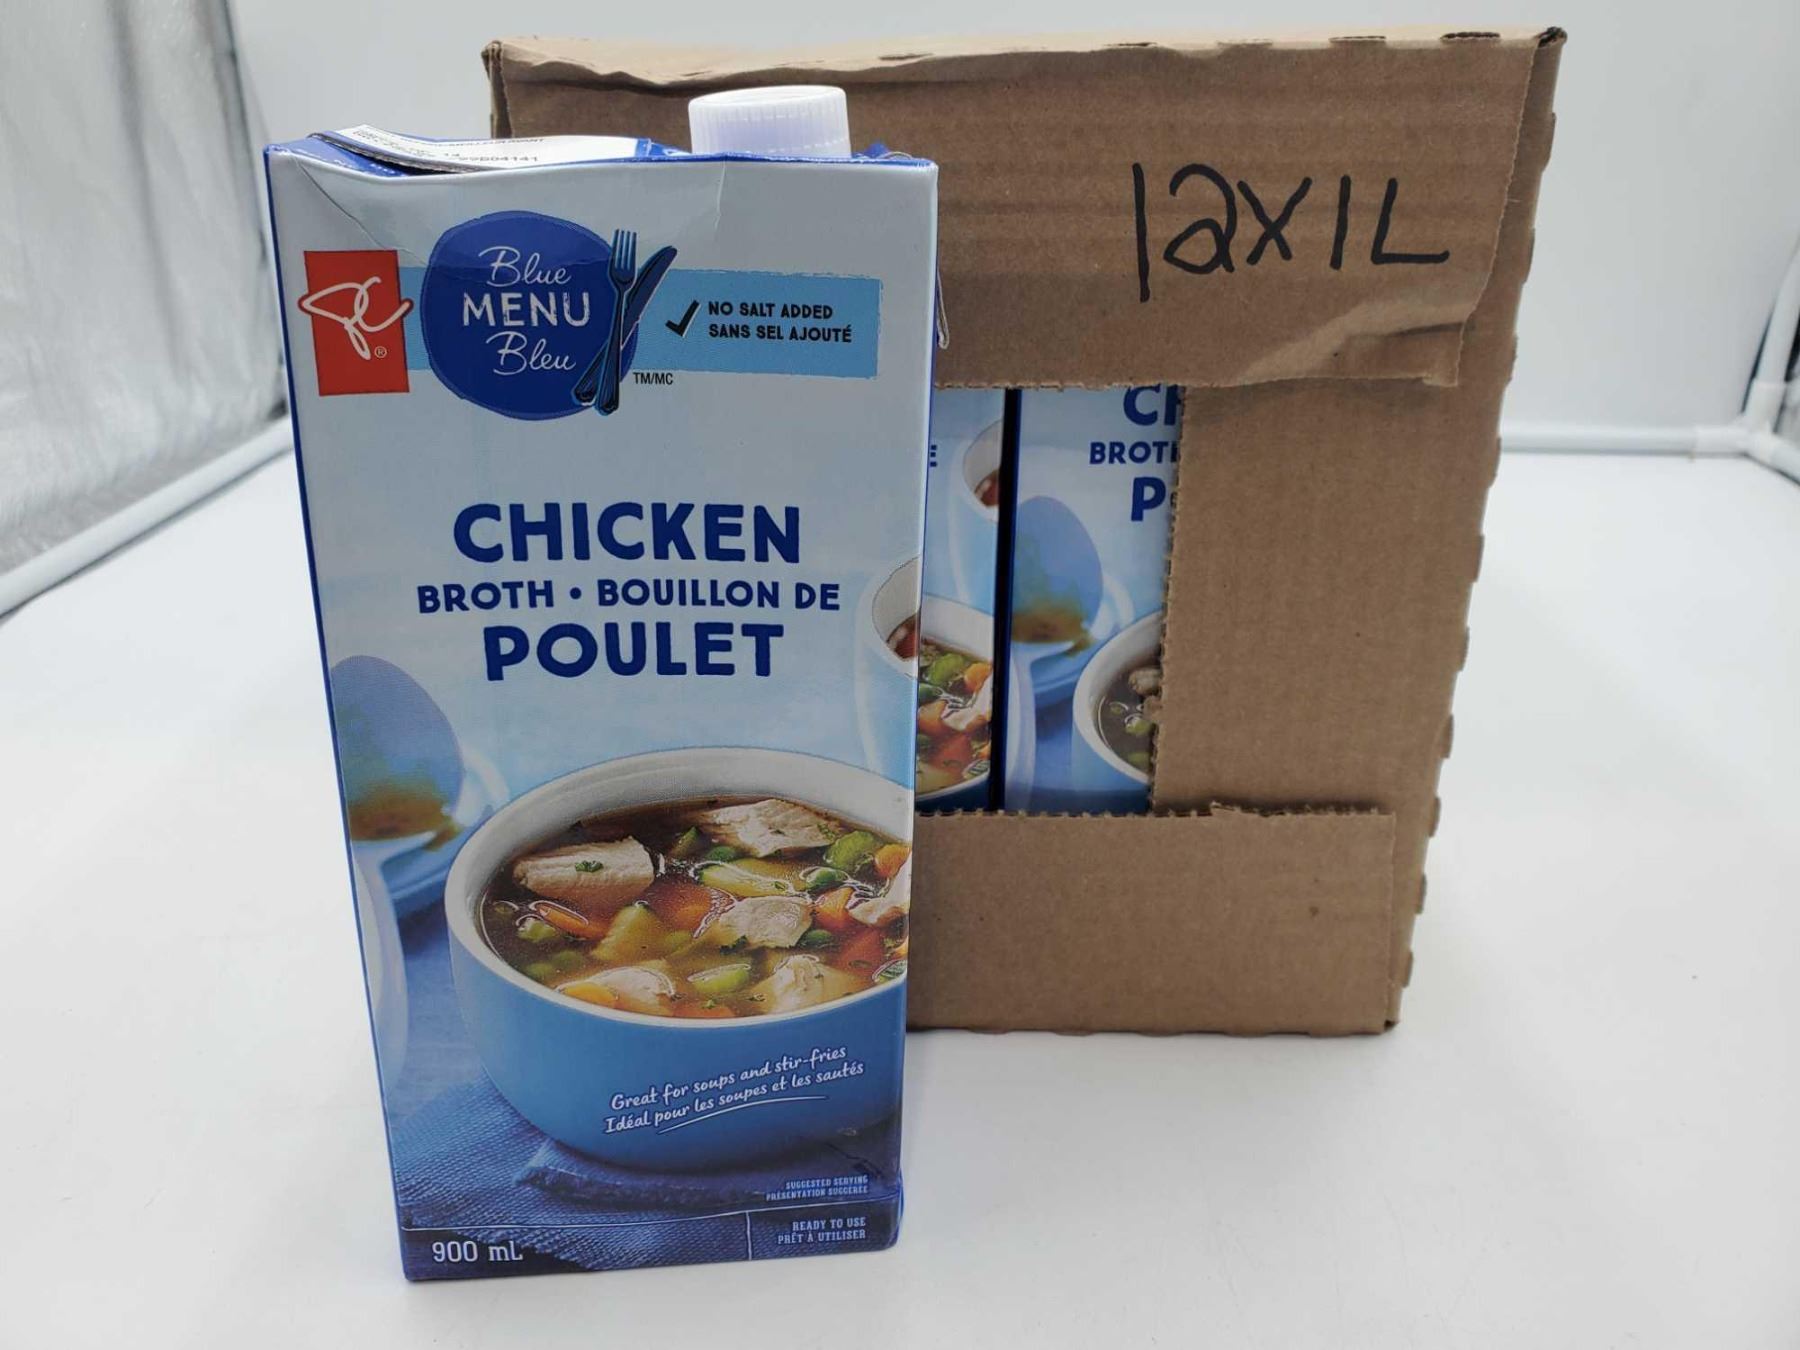 Blue
MENU
Bleu
PC
®
TM/MC
NO SALT ADDED
SANS SEL AJOUTÉ
CHICKEN
BROTH • BOUILLON DE
POULET
Great for soups and stir-fries
Idéal pour les soupes et les sautés
SUGGESTED SERVING
PRÉSENTATION SUGGÉRÉE
READY TO USE
PRÊT À UTILISER
900 mL
12X1L
CH
BROTH
P